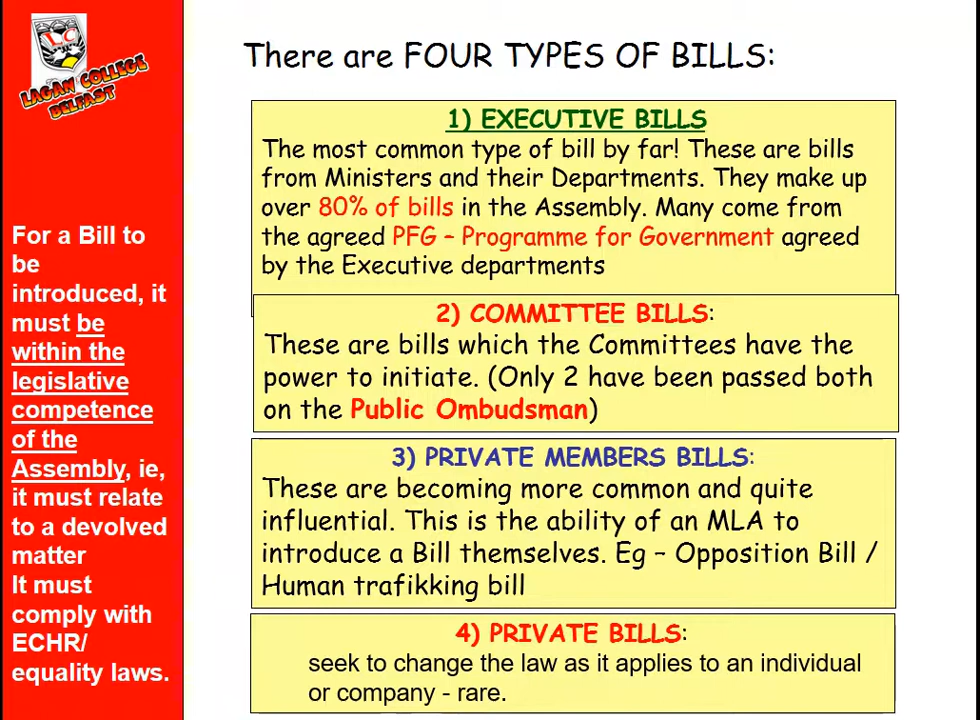 LC
LAGAN COLLEGE
BELFAST
For a Bill to
be
introduced, it
must be
within the
legislative
competence
of the
Assembly, ie,
it must relate
to a devolved
matter
It must
comply with
ECHR/
equality laws.
There are FOUR TYPES OF BILLS:
1) EXECUTIVE BILLS
The most common type of bill by far! These are bills
from Ministers and their Departments. They make up
over 80% of bills in the Assembly. Many come from
the agreed PFG – Programme for Government agreed
by the Executive departments
2) COMMITTEE BILLS:
These are bills which the Committees have the
power to initiate. (Only 2 have been passed both
on the Public Ombudsman)
3) PRIVATE MEMBERS BILLS:
These are becoming more common and quite
influential. This is the ability of an MLA to
introduce a Bill themselves. Eg – Opposition Bill /
Human trafikking bill
4) PRIVATE BILLS:
seek to change the law as it applies to an individual
or company - rare.